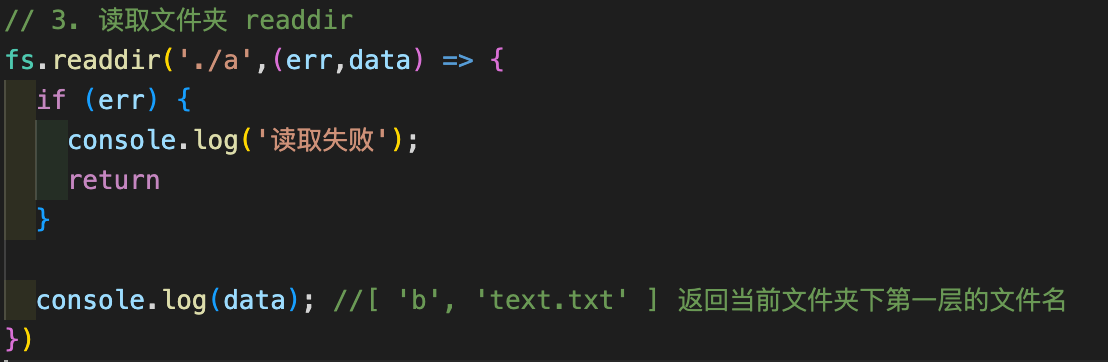 // 3. 读取文件夹 readdir
fs.readdir('./a',(err,data) => {
  if (err) {
    console.log('读取失败');
    return
  }

  console.log(data); //[ 'b', 'text.txt' ] 返回当前文件夹下第一层的文件名
})